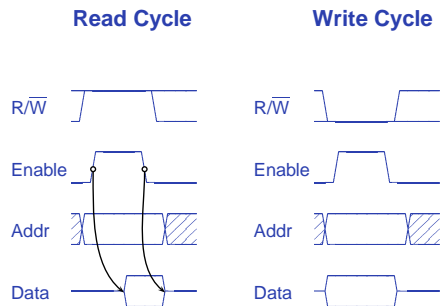 Read Cycle
R/W̅
Enable
Addr
Data
Write Cycle
R/W̅
Enable
Addr
Data